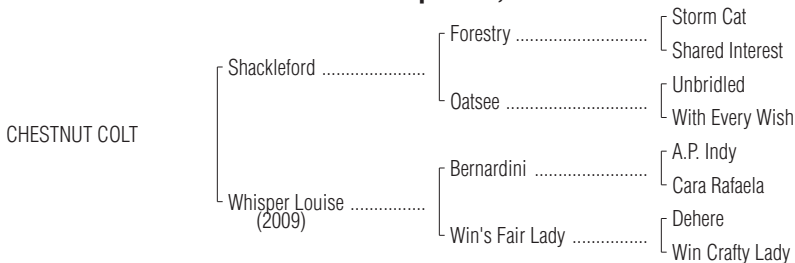 Storm Cat
Forestry ..............................
Shared Interest
Shackleford .......................
Unbridled
Oatsee ................................
With Every Wish
CHESTNUT COLT
A.P. Indy
Bernardini ..........................
Cara Rafaela
Whisper Louise .................
(2009)
Dehere
Win's Fair Lady .................
Win Crafty Lady